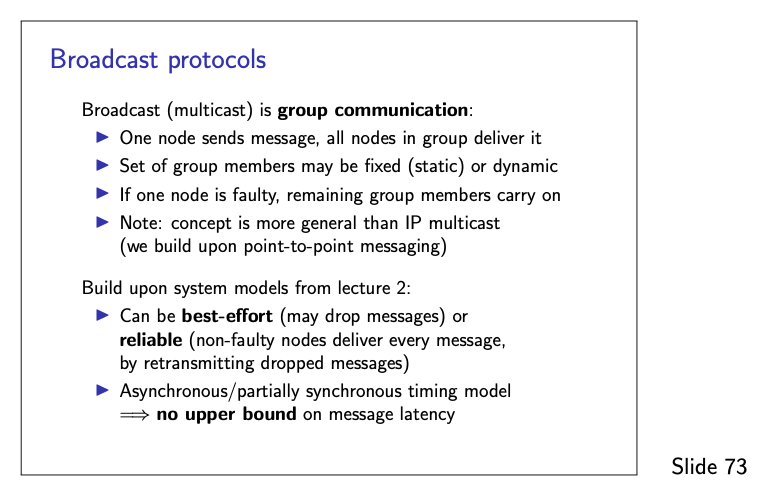 Broadcast protocols
Broadcast (multicast) is group communication:
▶ One node sends message, all nodes in group deliver it
▶ Set of group members may be fixed (static) or dynamic
▶ If one node is faulty, remaining group members carry on
▶ Note: concept is more general than IP multicast
(we build upon point-to-point messaging)
Build upon system models from lecture 2:
▶ Can be best-effort (may drop messages) or
reliable (non-faulty nodes deliver every message,
by retransmitting dropped messages)
▶ Asynchronous/partially synchronous timing model
⟹ no upper bound on message latency
Slide 73